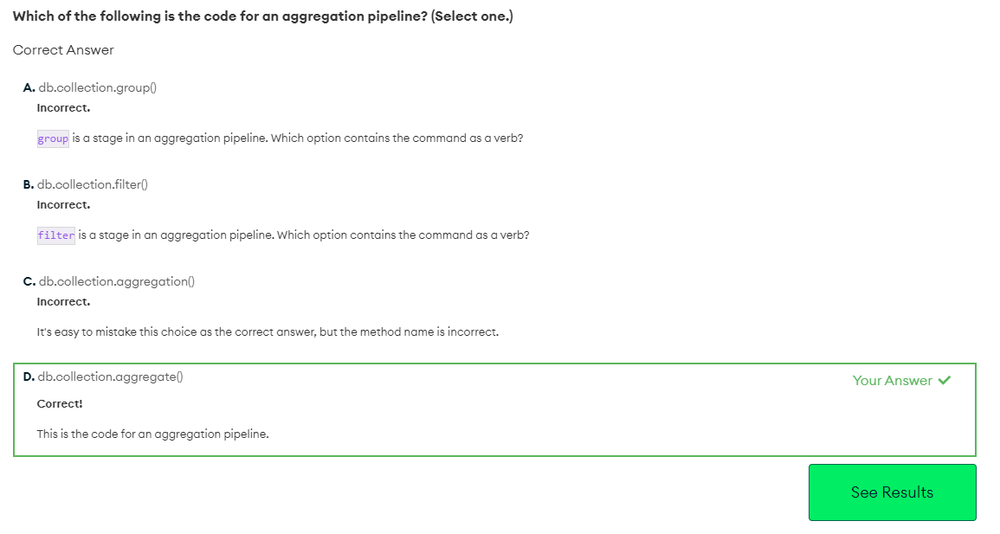 Which of the following is the code for an aggregation pipeline? (Select one.)
Correct Answer
A. db.collection.group()
Incorrect.
group is a stage in an aggregation pipeline. Which option contains the command as a verb?
B. db.collection.filter()
Incorrect.
filter is a stage in an aggregation pipeline. Which option contains the command as a verb?
C. db.collection.aggregation()
Incorrect.
It's easy to mistake this choice as the correct answer, but the method name is incorrect.
D. db.collection.aggregate()
Your Answer ✓
Correct!
This is the code for an aggregation pipeline.
See Results